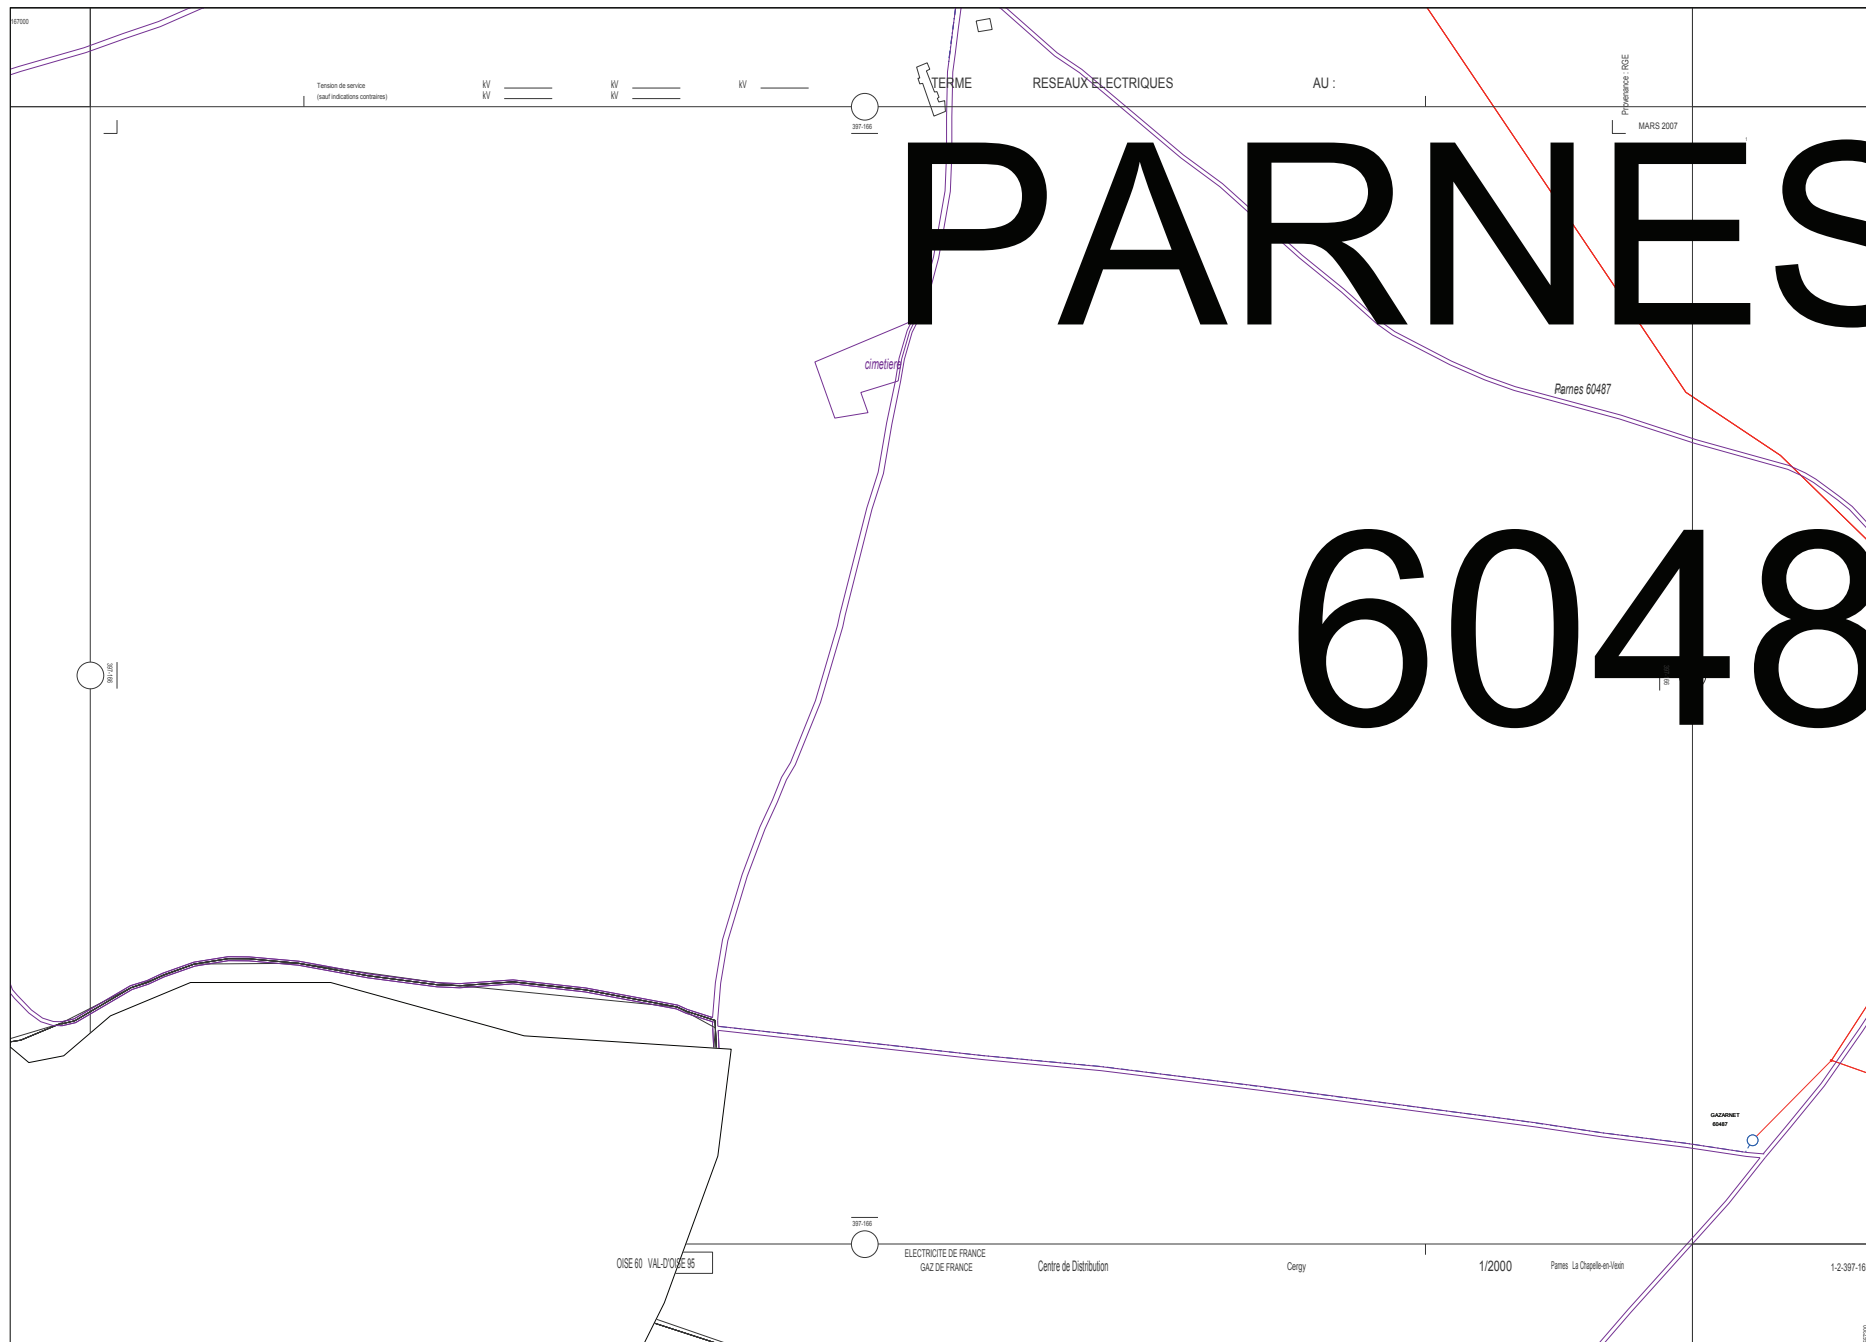 167000
Tension de service
(sauf indications contraires)
kV
kV
kV
kV
kV
TERME
RESEAUX ELECTRIQUES
AU :
Provenance : RGE
MARS 2007
397-166
PARNES
cimetiere
Parnes 60487
6048
397-166
GAZARNET
60487
397-166
OISE 60 VAL-D'OISE 95
ELECTRICITE DE FRANCE
GAZ DE FRANCE
Centre de Distribution
Cergy
1/2000
Parnes La Chapelle-en-Vexin
1-2-397-16